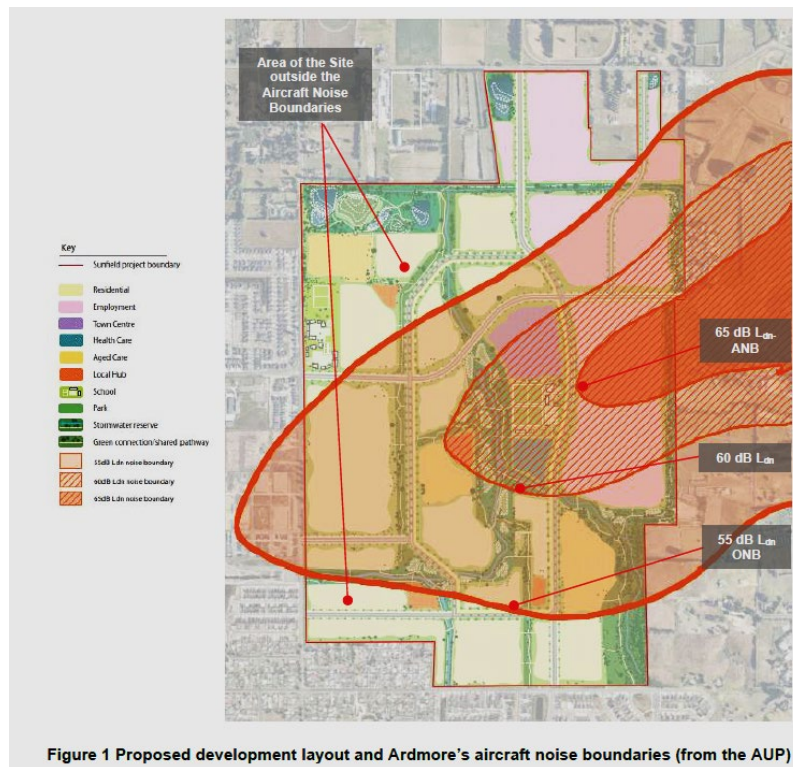 Area of the Site
outside the
Aircraft Noise
Boundaries
Key
Sunfield project boundary
Residential
Employment
Town Centre
Health Care
Aged Care
Local Hub
School
Park
Stormwater reserve
Green connection/shared pathway
55dB Ldn noise boundary
60dB Ldn noise boundary
65dB Ldn noise boundary
65 dB Ldn-
ANB
60 dB Ldn
55 dB Ldn
ONB
Figure 1 Proposed development layout and Ardmore's aircraft noise boundaries (from the AUP)